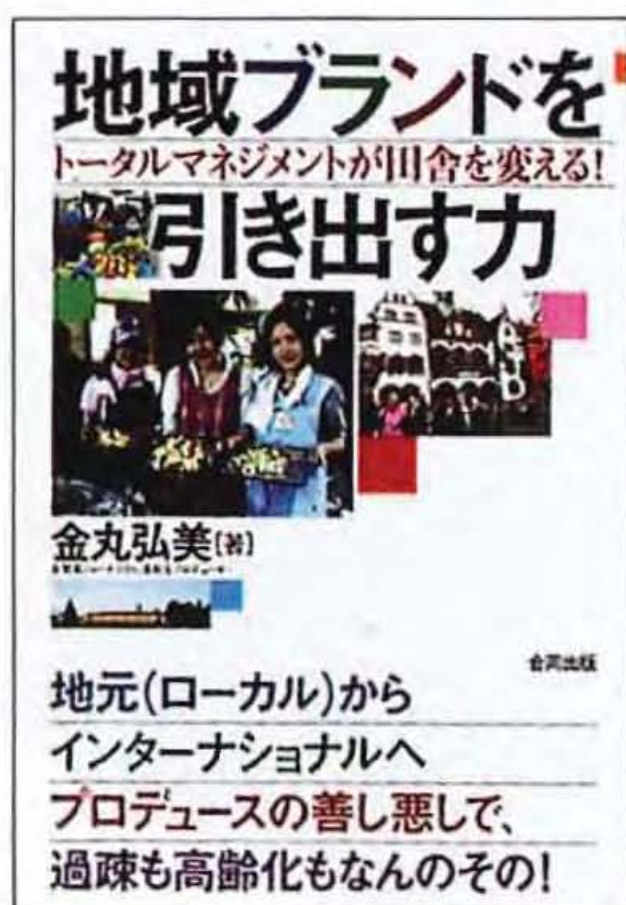 地域ブランドを
トータルマネジメントが田舎を変える!
引き出す力
金丸弘美[著]
合同出版
地元(ローカル)から
インターナショナルへ
プロデュースの善し悪しで、
過疎も高齢化もなんのその!